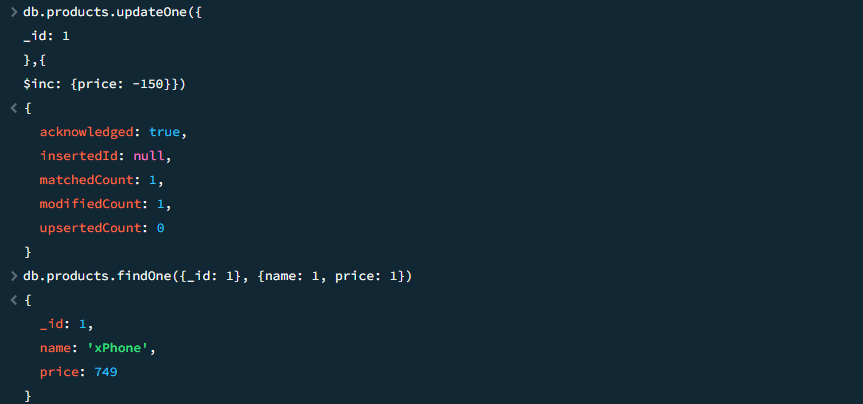 > db.products.updateOne({
_id: 1
},{
$inc: {price: -150}})
< {
acknowledged: true,
insertedId: null,
matchedCount: 1,
modifiedCount: 1,
upsertedCount: 0
}
> db.products.findOne({_id: 1}, {name: 1, price: 1})
< {
_id: 1,
name: 'xPhone',
price: 749
}